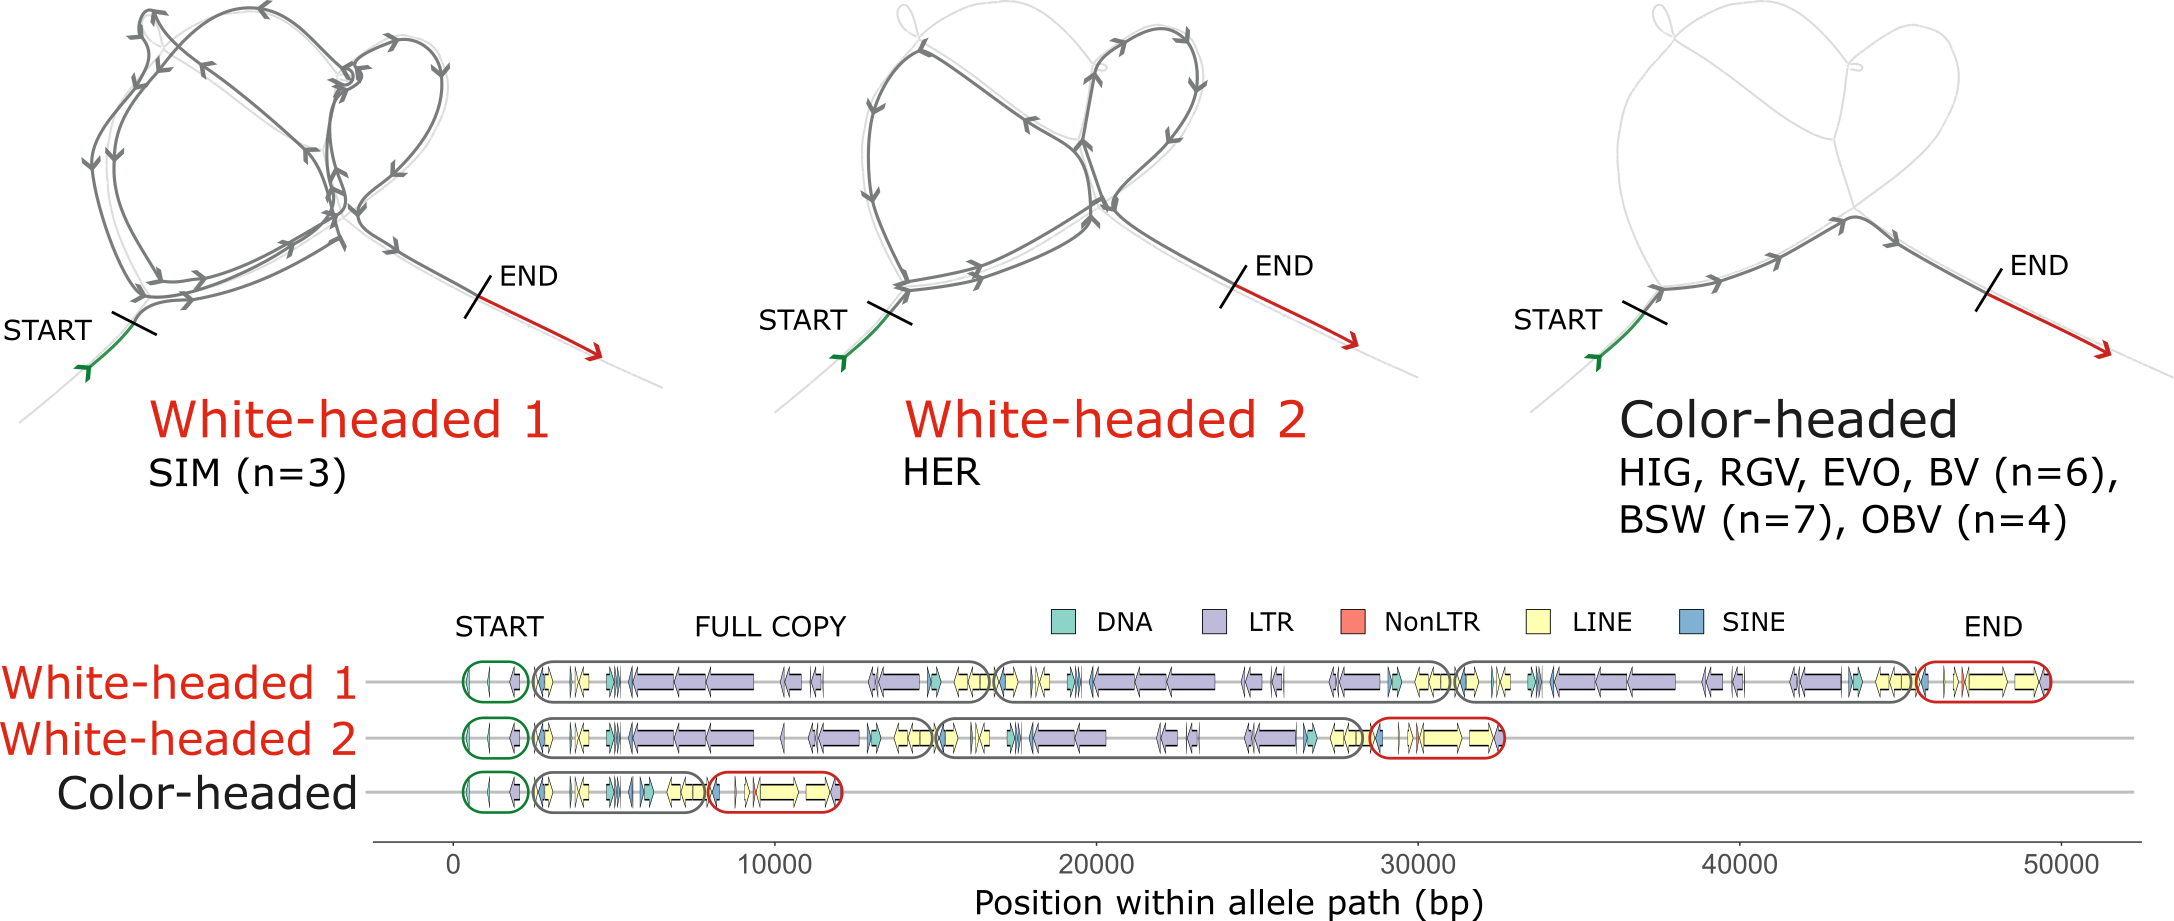 END
START
White-headed 1
SIM (n=3)
END
START
White-headed 2
HER
END
START
Color-headed
HIG, RGV, EVO, BV (n=6),
BSW (n=7), OBV (n=4)
START
FULL COPY
DNA
LTR
NonLTR
LINE
SINE
END
White-headed 1
White-headed 2
Color-headed
0 10000 20000 30000 40000 50000
Position within allele path (bp)